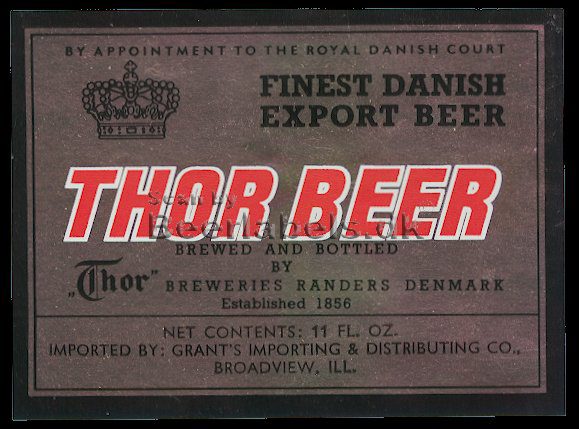 BY APPOINTMENT TO THE ROYAL DANISH COURT
FINEST DANISH
EXPORT BEER
THOR BEER
Scan by
Beerlabels.dk
BREWED AND BOTTLED
BY
„Thor” BREWERIES RANDERS DENMARK
Established 1856
NET CONTENTS: 11 FL. OZ.
IMPORTED BY: GRANT'S IMPORTING & DISTRIBUTING CO.,
BROADVIEW, ILL.